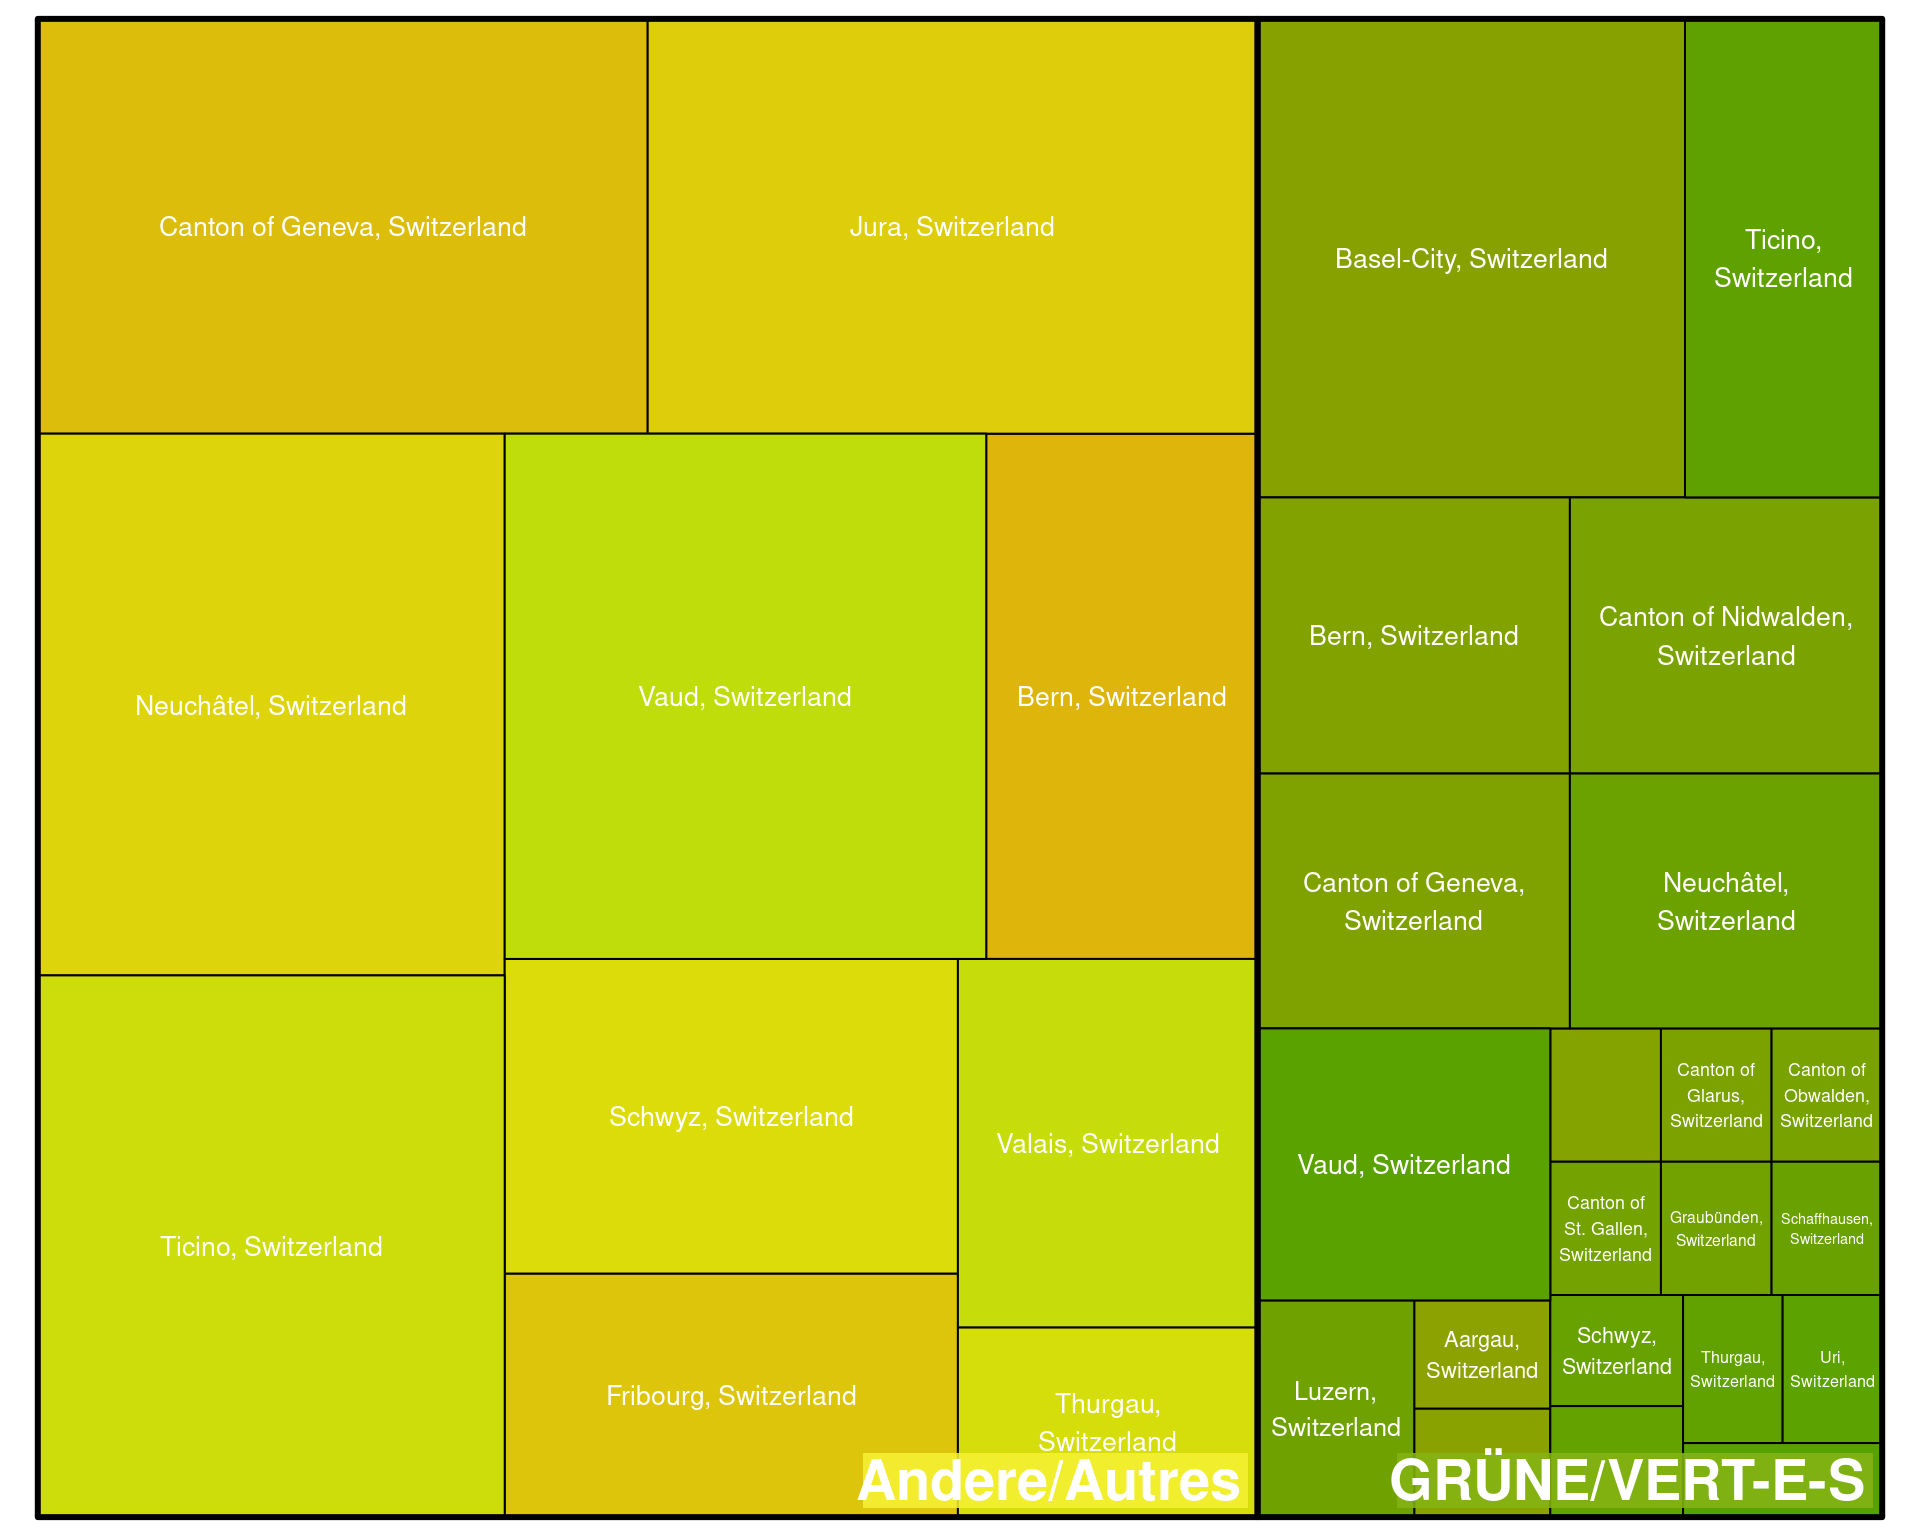 Canton of Geneva, Switzerland
Jura, Switzerland
Neuchâtel, Switzerland
Vaud, Switzerland
Bern, Switzerland
Ticino, Switzerland
Schwyz, Switzerland
Valais, Switzerland
Fribourg, Switzerland
Thurgau,
Switzerland
Andere/Autres
Basel-City, Switzerland
Ticino,
Switzerland
Bern, Switzerland
Canton of Nidwalden,
Switzerland
Canton of Geneva,
Switzerland
Neuchâtel,
Switzerland
Vaud, Switzerland
Canton of
Glarus,
Switzerland
Canton of
Obwalden,
Switzerland
Canton of
St. Gallen,
Switzerland
Graubünden,
Switzerland
Schaffhausen,
Switzerland
Luzern,
Switzerland
Aargau,
Switzerland
Schwyz,
Switzerland
Thurgau,
Switzerland
Uri,
Switzerland
GRÜNE/VERT-E-S